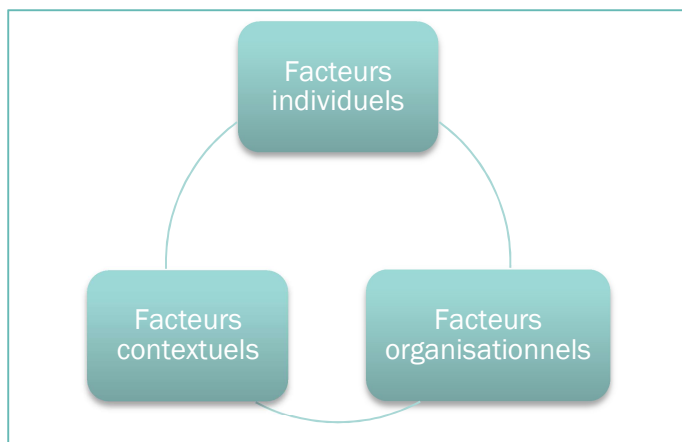 Facteurs
individuels
Facteurs
contextuels
Facteurs
organisationnels